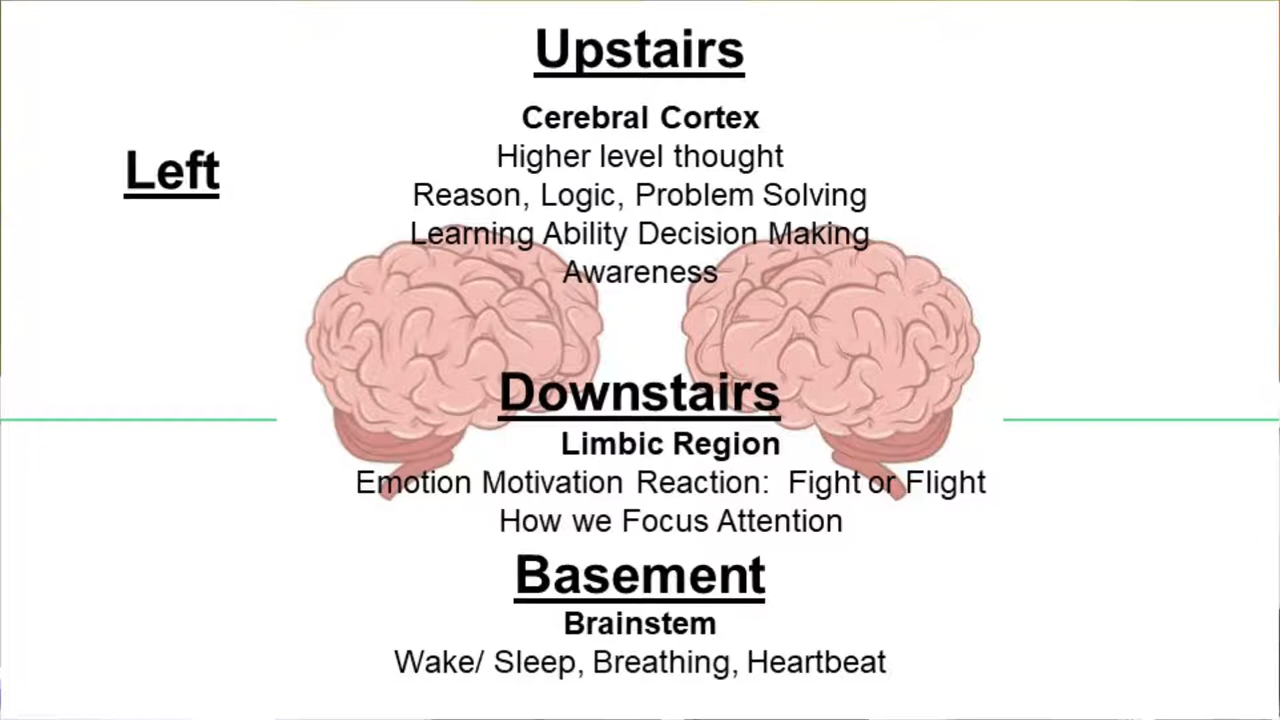 Upstairs
Cerebral Cortex
Higher level thought
Left
Reason, Logic, Problem Solving
Learning Ability Decision Making
Awareness
Downstairs
Limbic Region
Emotion Motivation Reaction: Fight or Flight
How we Focus Attention
Basement
Brainstem
Wake/ Sleep, Breathing, Heartbeat